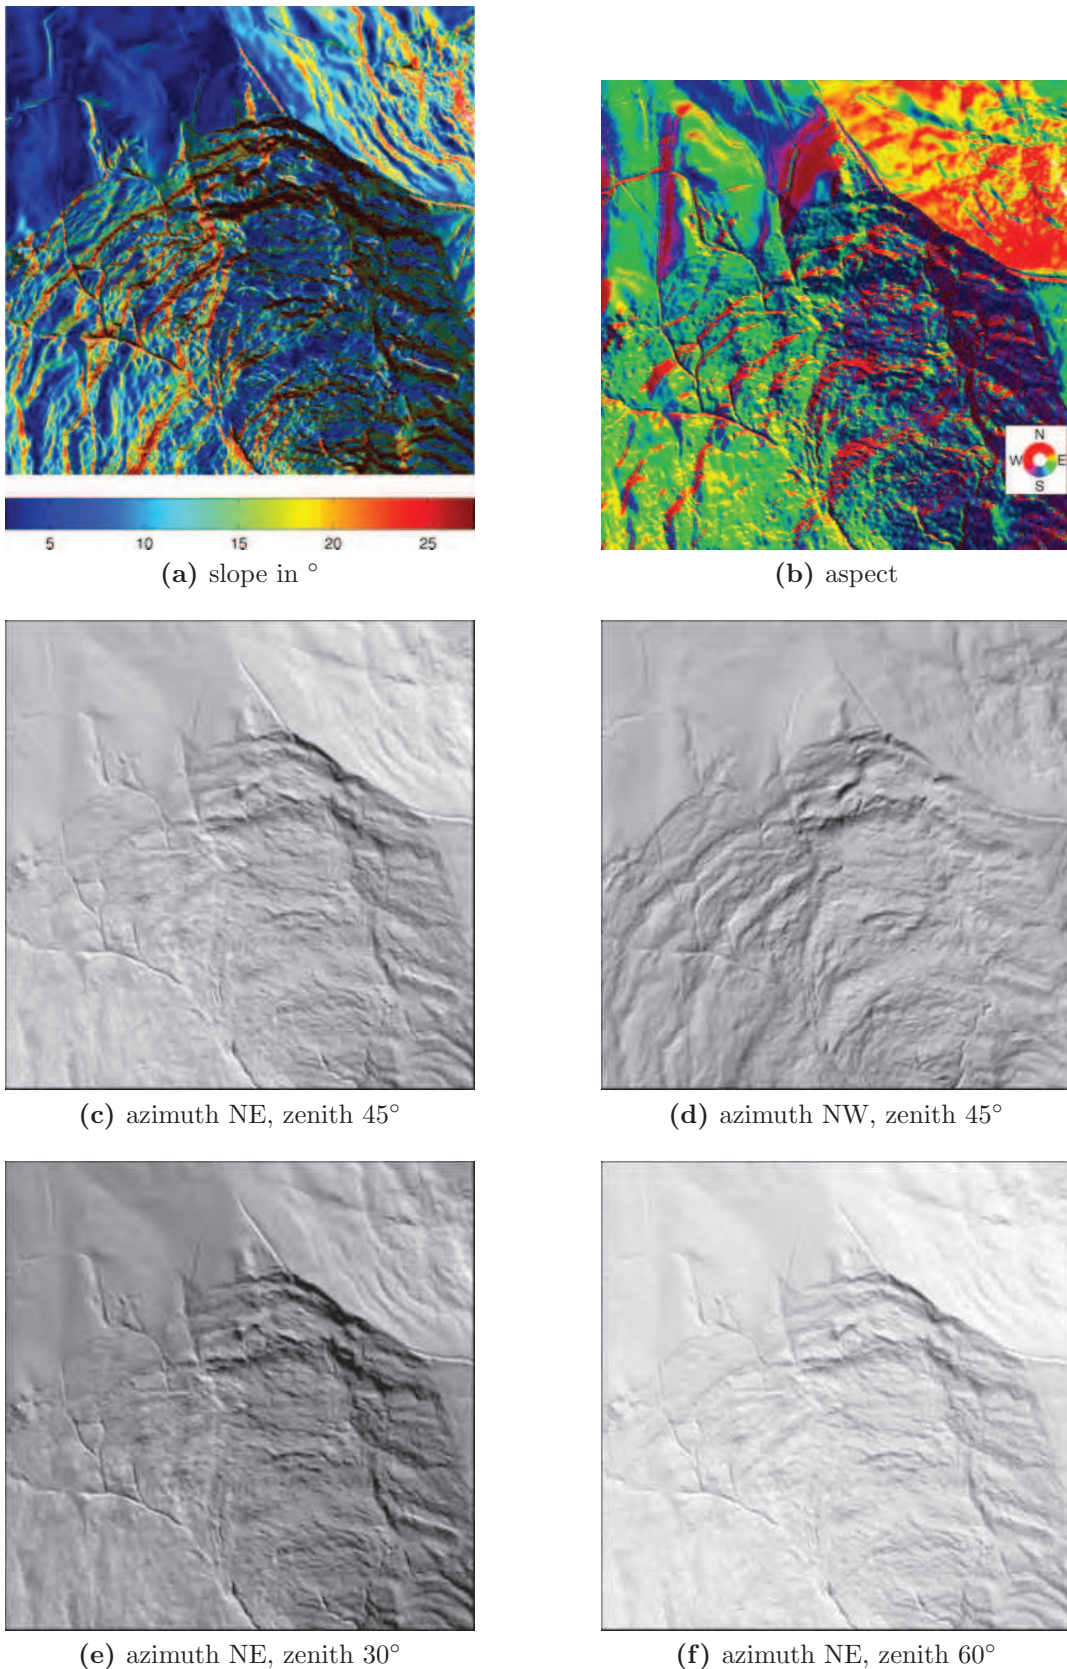 N
W E
S
5 10 15 20 25
(a) slope in °
(b) aspect
(c) azimuth NE, zenith 45°
(d) azimuth NW, zenith 45°
(e) azimuth NE, zenith 30°
(f) azimuth NE, zenith 60°